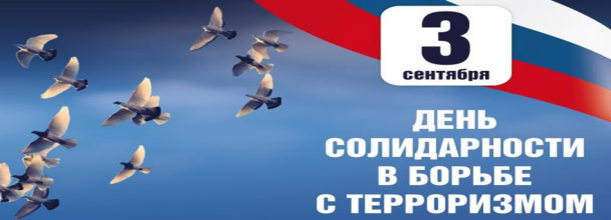 3
сентября
ДЕНЬ
СОЛИДАРНОСТИ
В БОРЬБЕ
С ТЕРРОРИЗМОМ